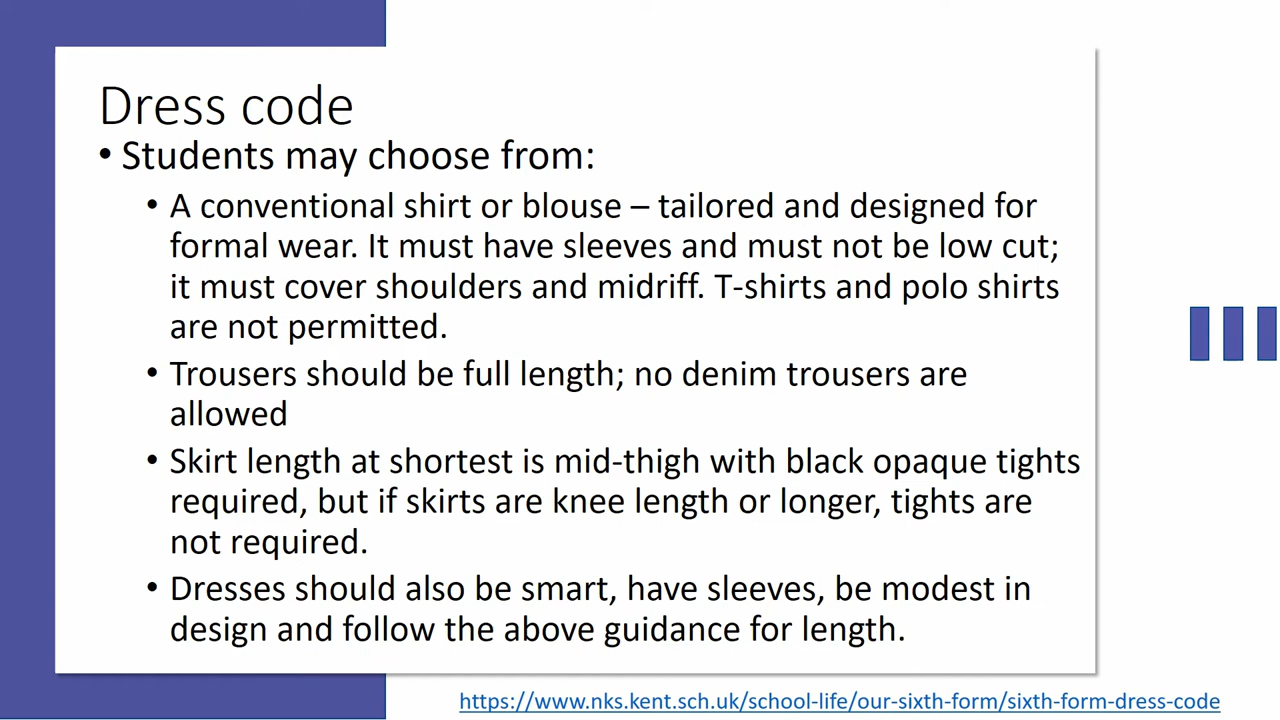 Dress code
• Students may choose from:
• A conventional shirt or blouse – tailored and designed for
formal wear. It must have sleeves and must not be low cut;
it must cover shoulders and midriff. T-shirts and polo shirts
are not permitted.
• Trousers should be full length; no denim trousers are
allowed
• Skirt length at shortest is mid-thigh with black opaque tights
required, but if skirts are knee length or longer, tights are
not required.
• Dresses should also be smart, have sleeves, be modest in
design and follow the above guidance for length.
https://www.nks.kent.sch.uk/school-life/our-sixth-form/sixth-form-dress-code